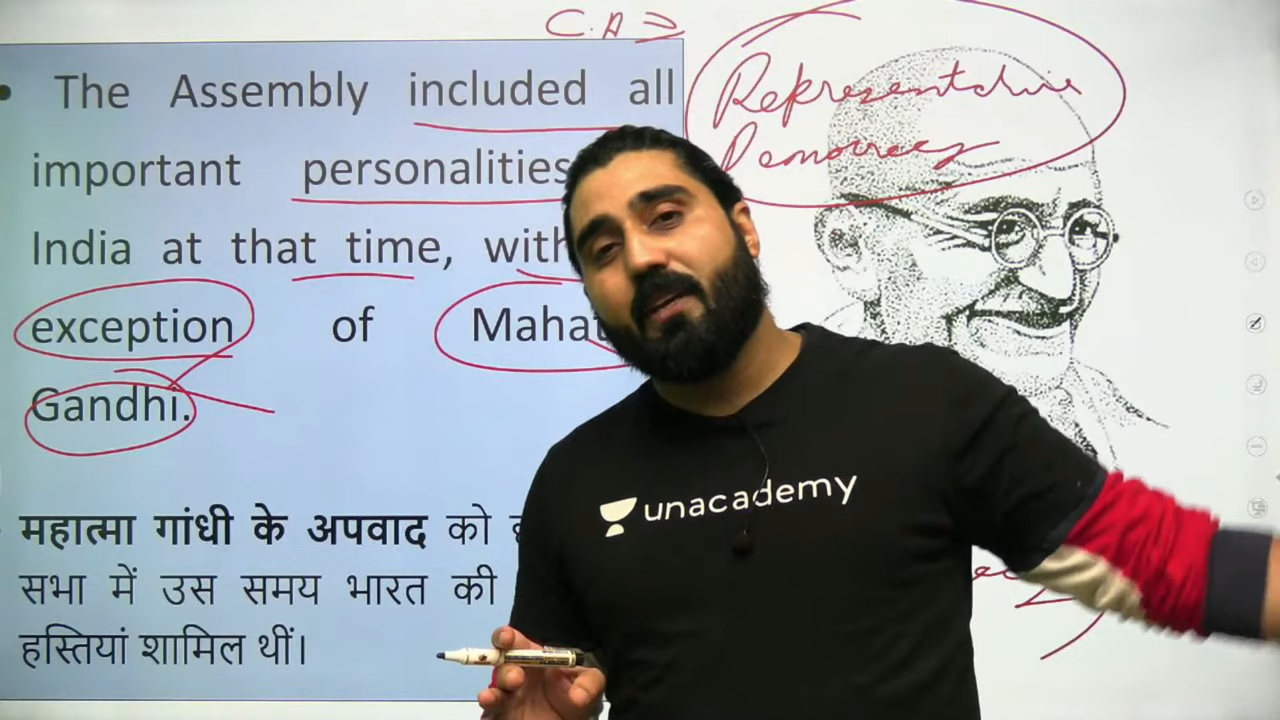 C.A
The Assembly included all
important personalities
India at that time, with
exception of
Gandhi.
Representative
Democracy
महात्मा गांधी के अपवाद को
सभा में उस समय भारत की
हस्तियां शामिल थीं।
unacademy